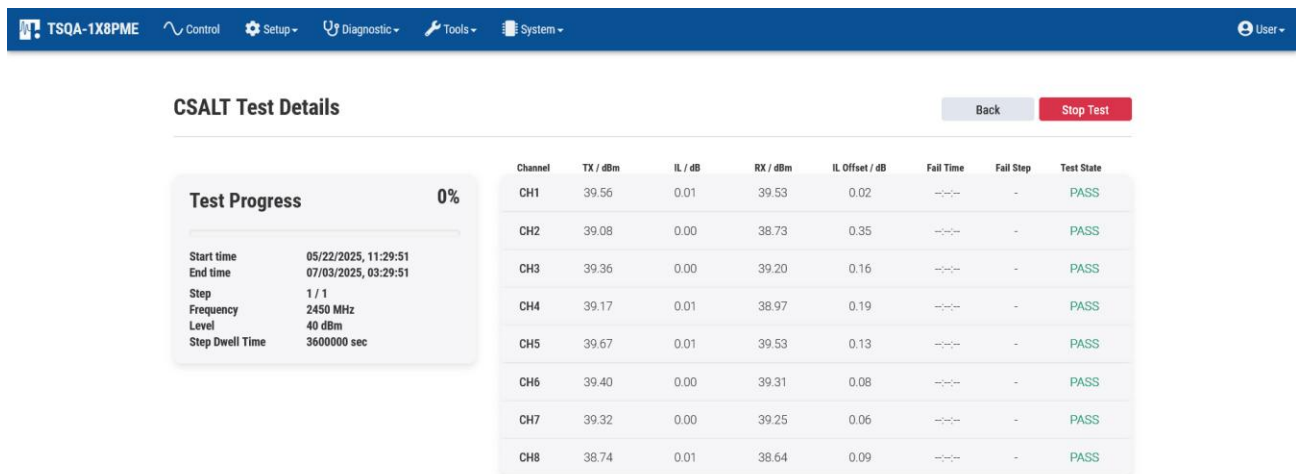 TSQA-1X8PME Control Setup Diagnostic Tools System User
CSALT Test Details
Back Stop Test
Test Progress 0%
Start time 05/22/2025, 11:29:51
End time 07/03/2025, 03:29:51
Step 1 / 1
Frequency 2450 MHz
Level 40 dBm
Step Dwell Time 3600000 sec
Channel TX / dBm IL / dB RX / dBm IL Offset / dB Fail Time Fail Step Test State
CH1 39.56 0.01 39.53 0.02 --:--:-- - PASS
CH2 39.08 0.00 38.73 0.35 --:--:-- - PASS
CH3 39.36 0.00 39.20 0.16 --:--:-- - PASS
CH4 39.17 0.01 38.97 0.19 --:--:-- - PASS
CH5 39.67 0.01 39.53 0.13 --:--:-- - PASS
CH6 39.40 0.00 39.31 0.08 --:--:-- - PASS
CH7 39.32 0.00 39.25 0.06 --:--:-- - PASS
CH8 38.74 0.01 38.64 0.09 --:--:-- - PASS